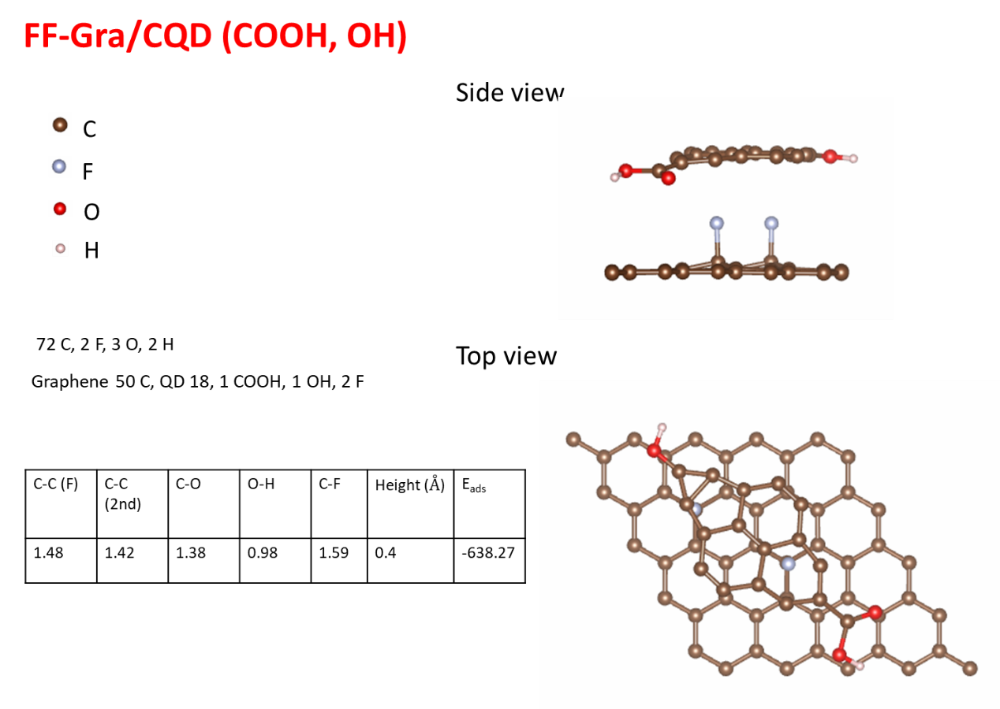 FF-Gra/CQD (COOH, OH)
Side view
C
F
O
H
72 C, 2 F, 3 O, 2 H
Graphene 50 C, QD 18, 1 COOH, 1 OH, 2 F
Top view
C-C (F) C-C (2nd) C-O O-H C-F Height (Å) Eads
1.48 1.42 1.38 0.98 1.59 0.4 -638.27